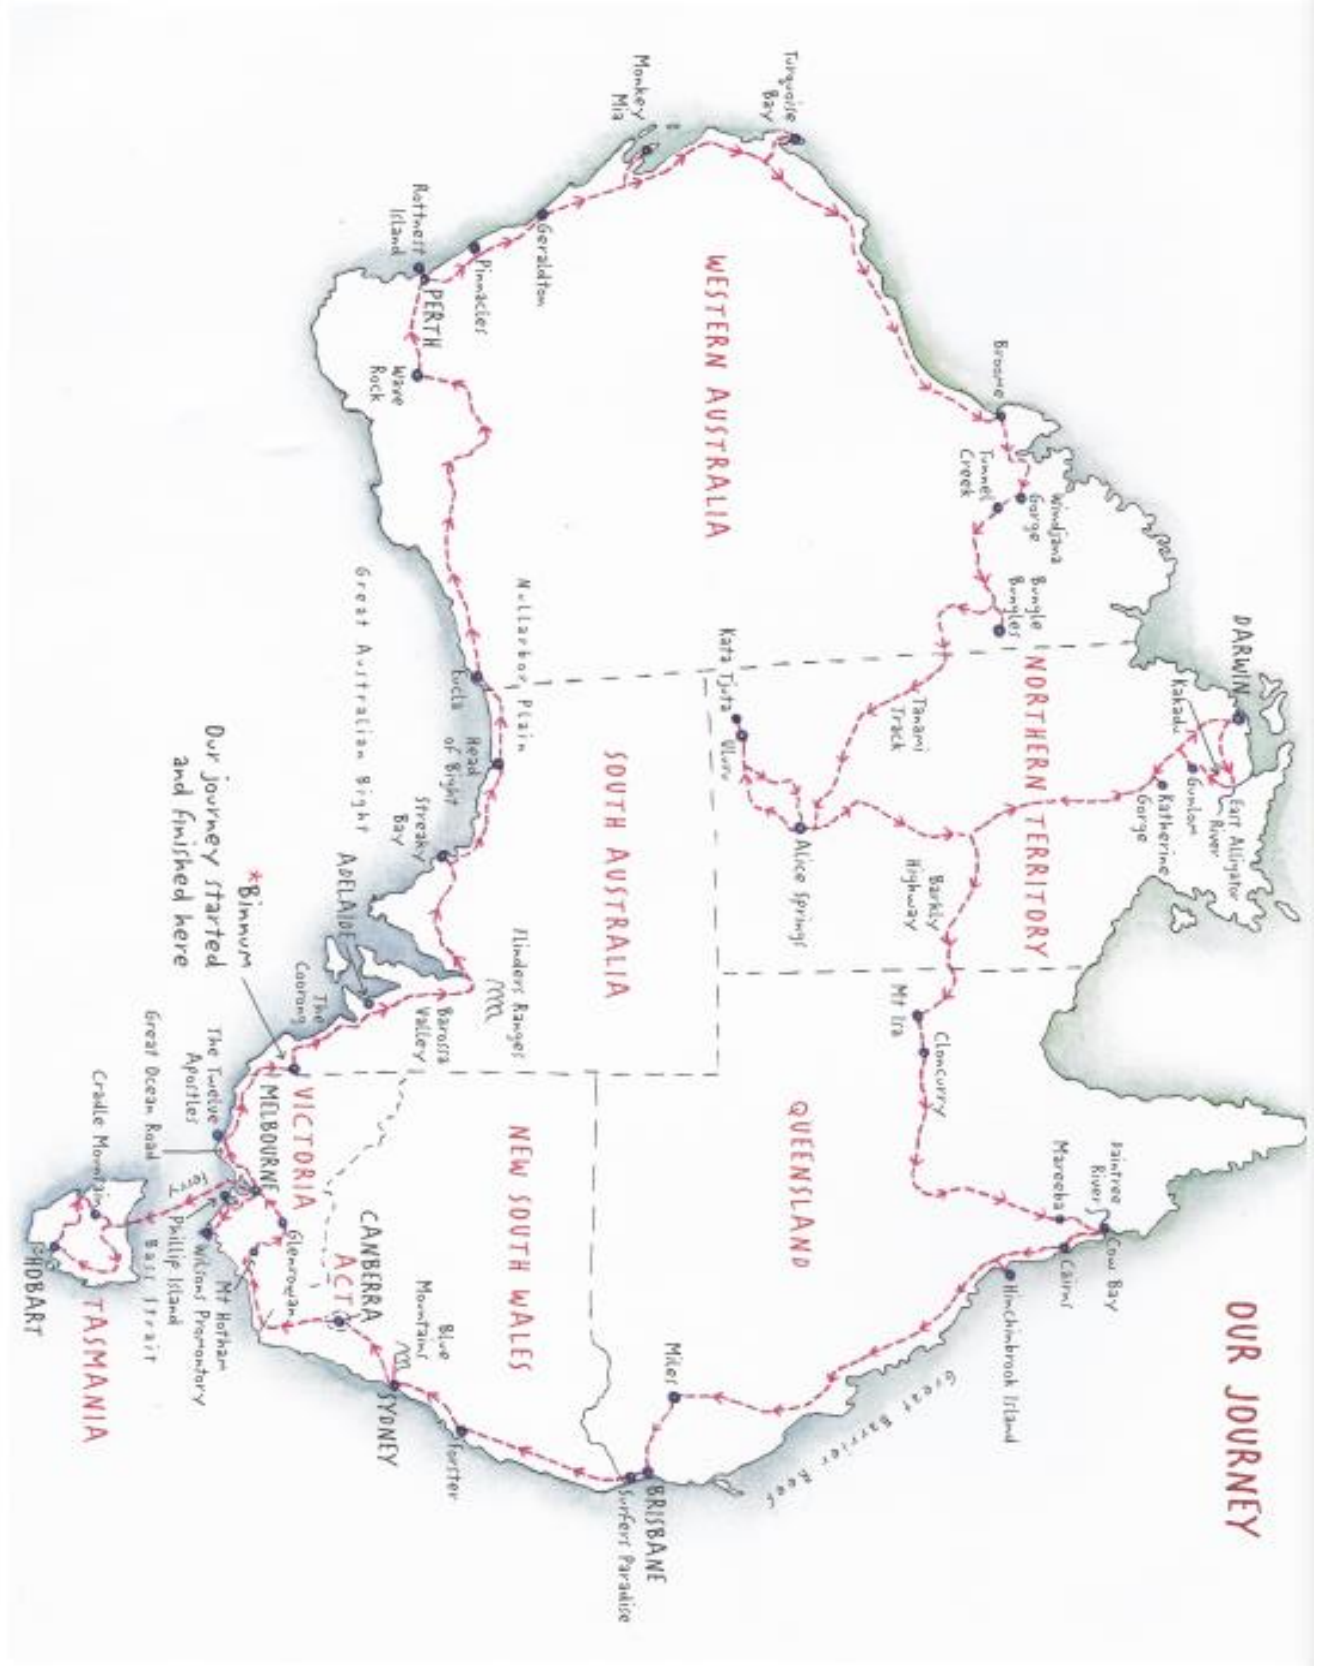 OUR JOURNEY
DARWIN
Kakadu
East Alligator
River
Gunlom
Katherine
Gorge
Windjana
Gorge
Tunnel
Creek
Broome
Bungle
Bungles
NORTHERN TERRITORY
Tanami
Track
Barkly
Highway
Alice Springs
Kata Tjuta
Uluru
Turquoise
Bay
Monkey
Mia
WESTERN AUSTRALIA
Geraldton
Pinnacles
Rottnest
Island
PERTH
Wave
Rock
Nullarbor Plain
Eucla
Head
of Bight
Great Australian Bight
Streaky
Bay
SOUTH AUSTRALIA
Flinders Ranges
ADELAIDE
Barossa
Valley
The
Coorong
*Binnum
Our journey started
and finished here
QUEENSLAND
Mt Isa
Cloncurry
Daintree
River
Mareeba
Cow Bay
Cairns
Hinchinbrook Island
Great Barrier Reef
Miles
BRISBANE
Surfers Paradise
NEW SOUTH WALES
Forster
Blue
Mountains
SYDNEY
CANBERRA
ACT
VICTORIA
MELBOURNE
Glenrowan
Mt Hotham
Wilsons Promontory
Phillip Island
Bass Strait
Ferry
The Twelve
Apostles
Great Ocean Road
Cradle Mountain
HOBART
TASMANIA